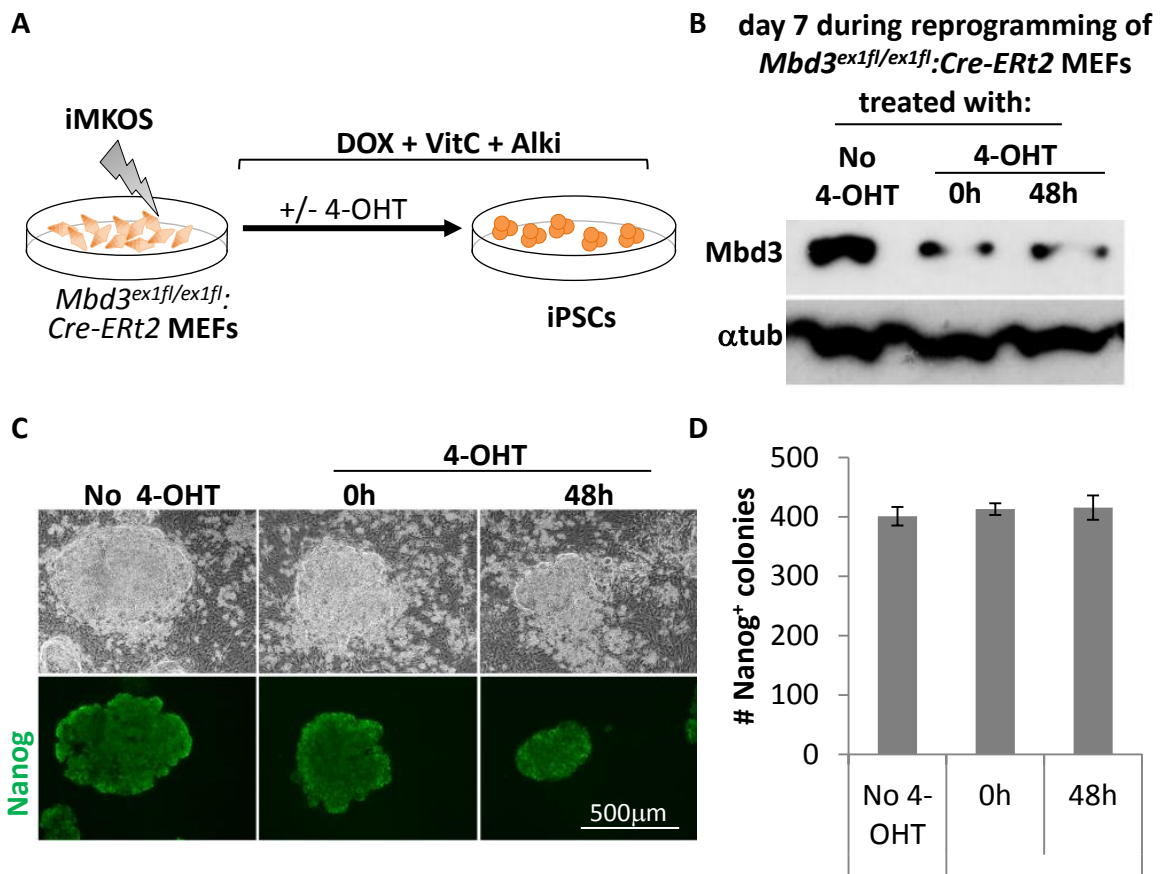 A
iMKOS
DOX + VitC + Alki
+/- 4-OHT
Mbd3ex1fl/ex1fl:
Cre-ERt2 MEFs
iPSCs
B
day 7 during reprogramming of
Mbd3ex1fl/ex1fl:Cre-ERt2 MEFs
treated with:
No
4-OHT
4-OHT
0h 48h
Mbd3
αtub
C
4-OHT
No 4-OHT 0h 48h
Nanog
500µm
D
# Nanog+ colonies
500
400
300
200
100
0
No 4-
OHT
0h
48h